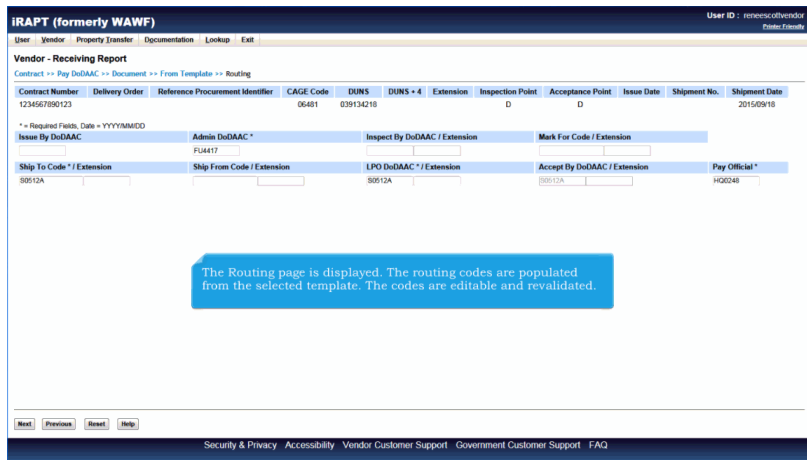 iRAPT (formerly WAWF)
User ID : reneescottvendor
Printer Friendly
User Vendor Property Transfer Documentation Lookup Exit
Vendor - Receiving Report
Contract >> Pay DoDAAC >> Document >> From Template >> Routing
Contract Number Delivery Order Reference Procurement Identifier CAGE Code DUNS DUNS + 4 Extension Inspection Point Acceptance Point Issue Date Shipment No. Shipment Date
1234567890123 06481 039134218 D D 2015/09/18
* = Required Fields, Date = YYYY/MM/DD
Issue By DoDAAC Admin DoDAAC * Inspect By DoDAAC / Extension Mark For Code / Extension
FU4417
Ship To Code * / Extension Ship From Code / Extension LPO DoDAAC * / Extension Accept By DoDAAC / Extension Pay Official *
S0512A S0512A S0512A HQ0248
The Routing page is displayed. The routing codes are populated
from the selected template. The codes are editable and revalidated.
Next Previous Reset Help
Security & Privacy Accessibility Vendor Customer Support Government Customer Support FAQ